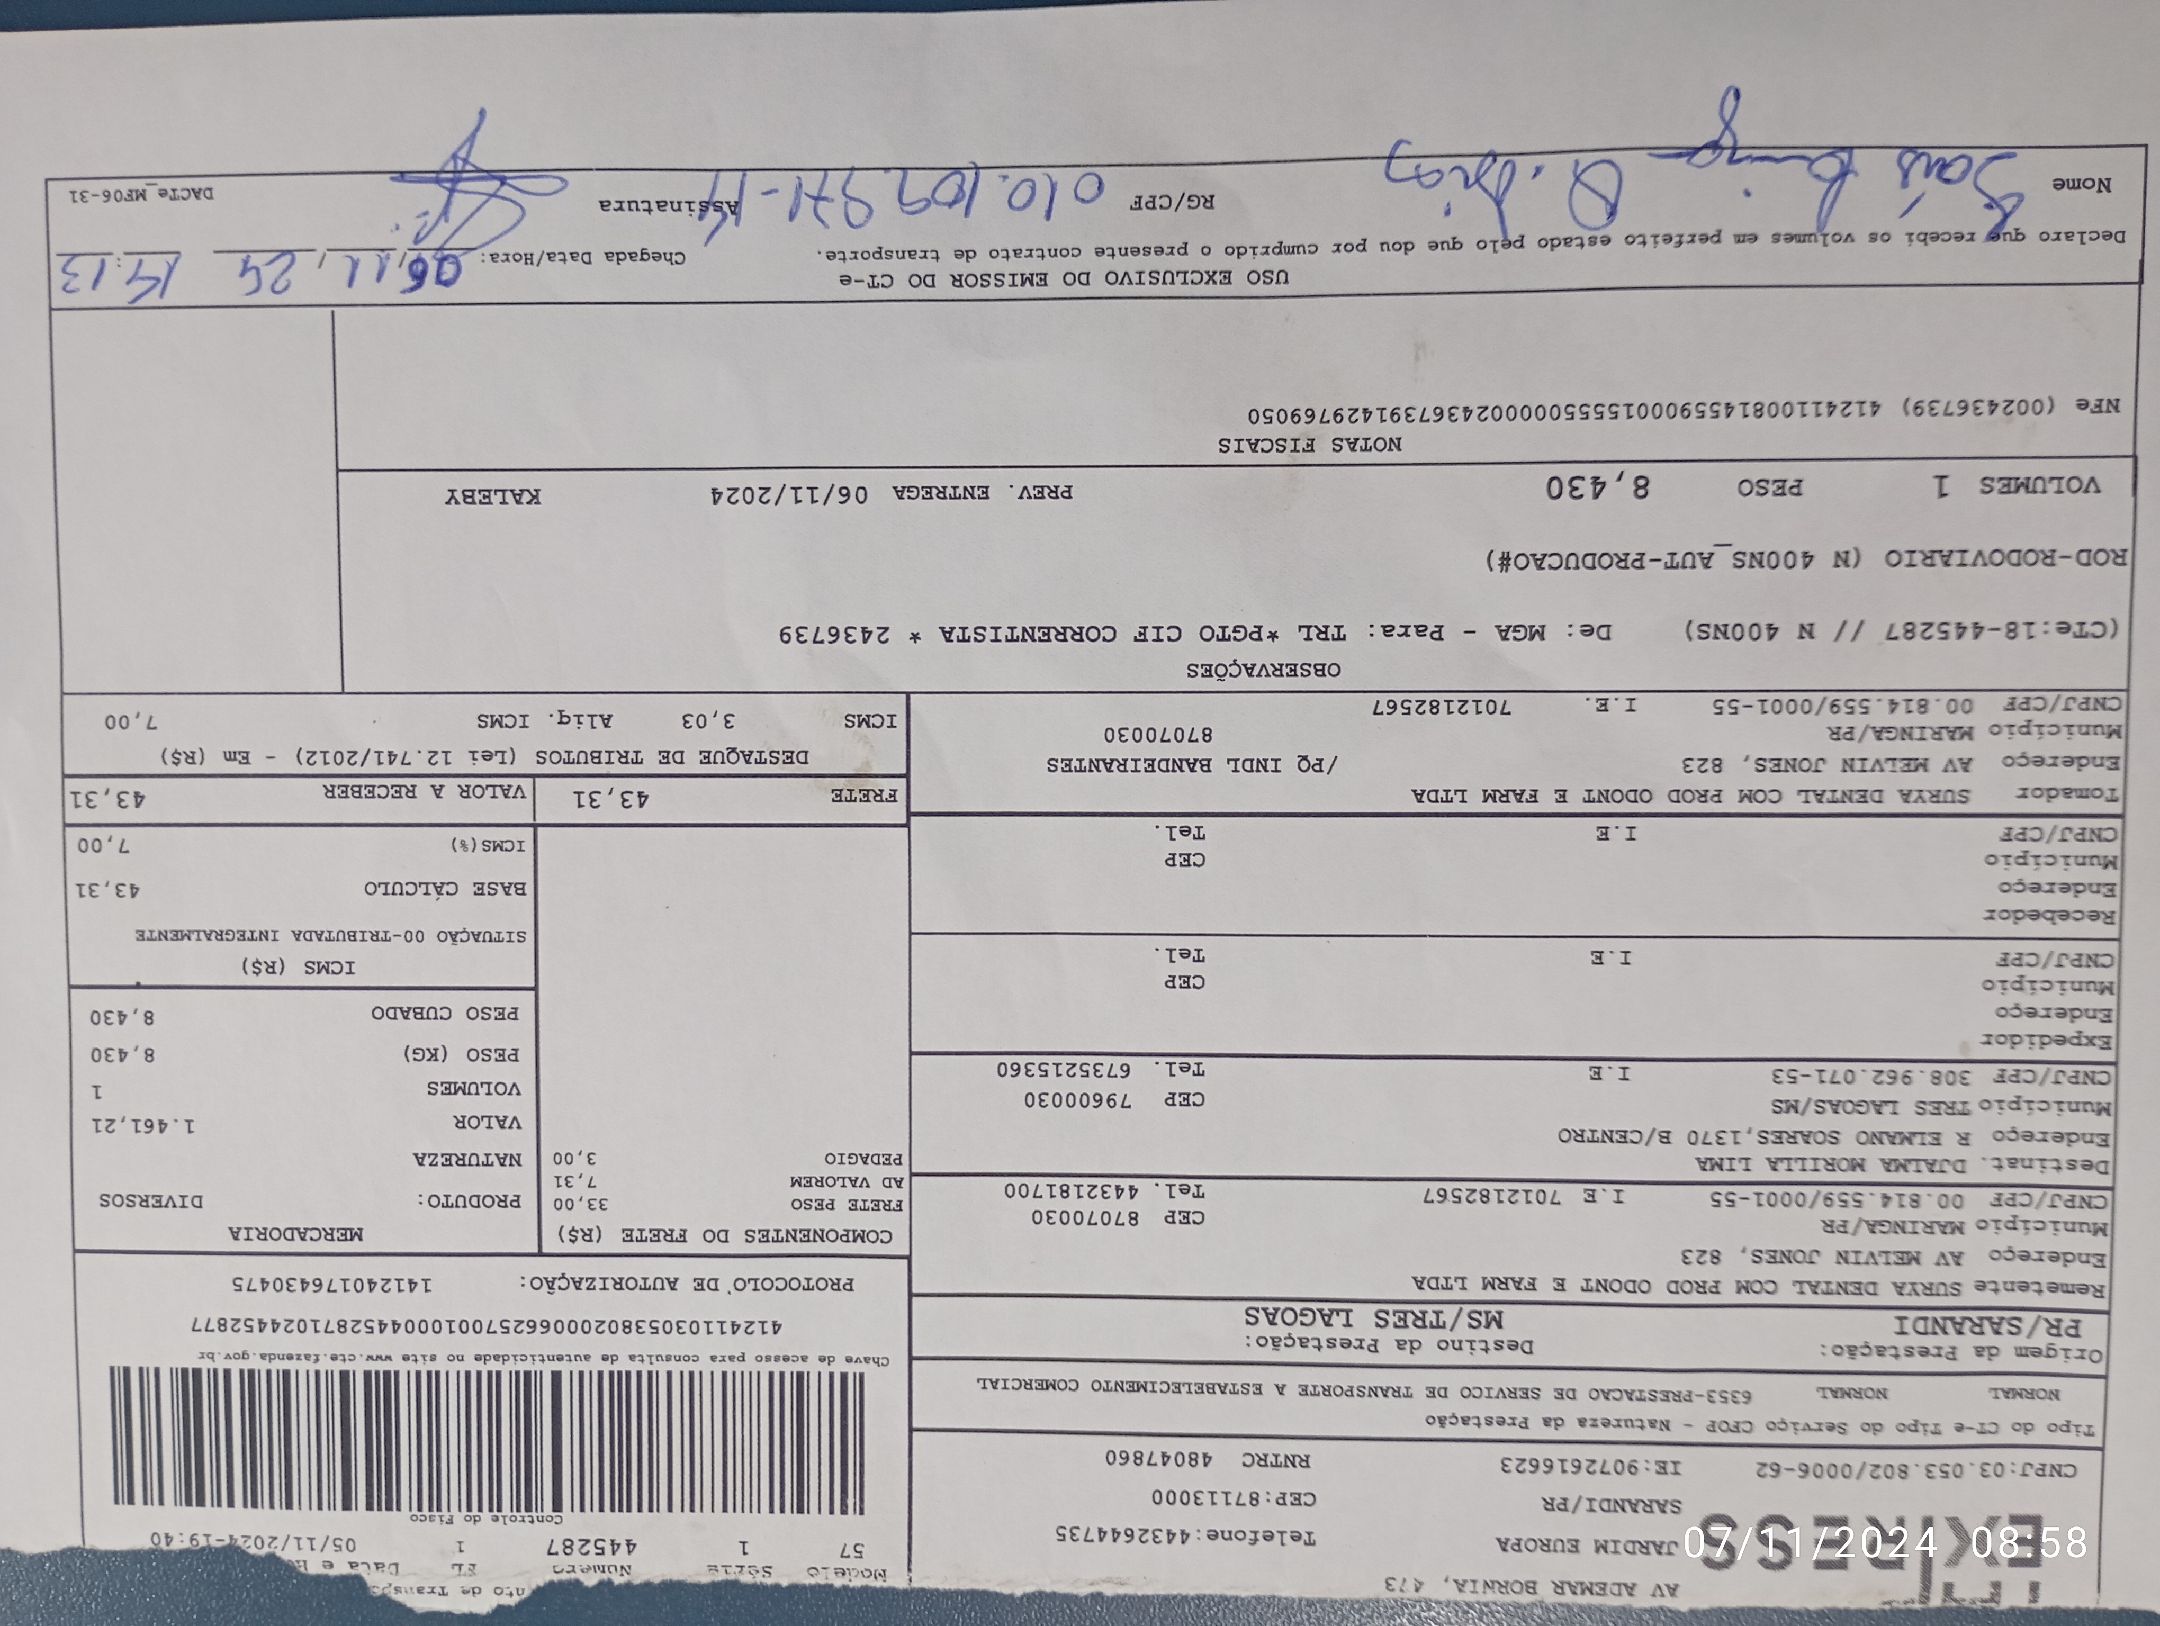 nto de Transp
Modelo Série Numero FL Data e H
57 1 445287 1 05/11/2024-19:40
Controle do Fisco
EXPRESS
AV ADEMAR BORNIA, 473
JARDIM EUROPA Telefone:4432644735
SARANDI/PR CEP:87113000
CNPJ:03.053.802/0006-62 IE:9072616623 RNTRC 48047860
Chave de acesso para consulta de autenticidade no site www.cte.fazenda.gov.br
41241103053802000662570010004452871024452877
PROTOCOLO DE AUTORIZAÇÃO: 141240176430475
Tipo do CT-e Tipo do Serviço CFOP - Natureza da Prestação
NORMAL NORMAL 6353-PRESTACAO DE SERVICO DE TRANSPORTE A ESTABELECIMENTO COMERCIAL
Origem da Prestação: Destino da Prestação:
PR/SARANDI MS/TRES LAGOAS
Remetente SURYA DENTAL COM PROD ODONT E FARM LTDA
Endereço AV MELVIN JONES, 823
Município MARINGA/PR CEP 87070030
CNPJ/CPF 00.814.559/0001-55 I.E 7012182567 Tel. 4432181700
Destinat. DJALMA MORILLA LIMA
Endereço R ELMANO SOARES,1370 B/CENTRO
Município TRES LAGOAS/MS CEP 79600030
CNPJ/CPF 308.962.071-53 I.E Tel. 6735215360
Expedidor
Endereço
Município CEP
CNPJ/CPF I.E Tel.
Recebedor
Endereço
Município CEP
CNPJ/CPF I.E Tel.
Tomador SURYA DENTAL COM PROD ODONT E FARM LTDA
Endereço AV MELVIN JONES, 823 /PQ INDL BANDEIRANTES
Município MARINGA/PR 87070030
CNPJ/CPF 00.814.559/0001-55 I.E. 7012182567
COMPONENTES DO FRETE (R$)
FRETE PESO 33,00
AD VALOREM 7,31
PEDAGIO 3,00
MERCADORIA
PRODUTO: DIVERSOS
NATUREZA
VALOR 1.461,21
VOLUMES 1
PESO (KG) 8,430
PESO CUBADO 8,430
ICMS (R$)
SITUAÇÃO 00-TRIBUTADA INTEGRALMENTE
BASE CÁLCULO 43,31
ICMS(%) 7,00
FRETE 43,31 VALOR A RECEBER 43,31
DESTAQUE DE TRIBUTOS (Lei 12.741/2012) - Em (R$)
ICMS 3,03 Aliq. ICMS 7,00
OBSERVAÇÕES
(CTe:18-445287 // N 400NS) De: MGA - Para: TRL *PGTO CIF CORRENTISTA * 2436739
ROD-RODOVIARIO (N 400NS_AUT-PRODUCAO#)
VOLUMES 1 PESO 8,430 PREV. ENTREGA 06/11/2024 KALEBY
NOTAS FISCAIS
NFe (002436739) 41241100814559000155550000024367391429769050
USO EXCLUSIVO DO EMISSOR DO CT-e
Declaro que recebi os volumes em perfeito estado pelo que dou por cumprido o presente contrato de transporte. Chegada Data/Hora: 06/11/24 14:13
Nome RG/CPF 010.109.971-14 Assinatura
DACTe_MF06-31
07/11/2024 08:58